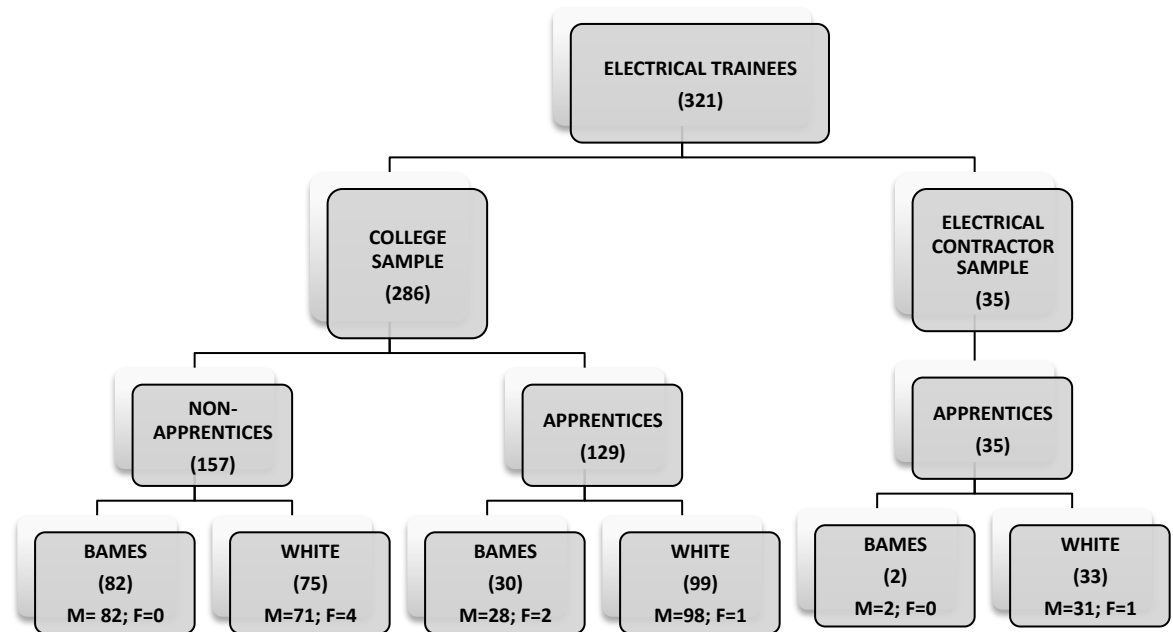 ELECTRICAL TRAINEES
(321)
COLLEGE
SAMPLE
(286)
ELECTRICAL
CONTRACTOR
SAMPLE
(35)
NON-
APPRENTICES
(157)
APPRENTICES
(129)
APPRENTICES
(35)
BAMES
(82)
M= 82; F=0
WHITE
(75)
M=71; F=4
BAMES
(30)
M=28; F=2
WHITE
(99)
M=98; F=1
BAMES
(2)
M=2; F=0
WHITE
(33)
M=31; F=1